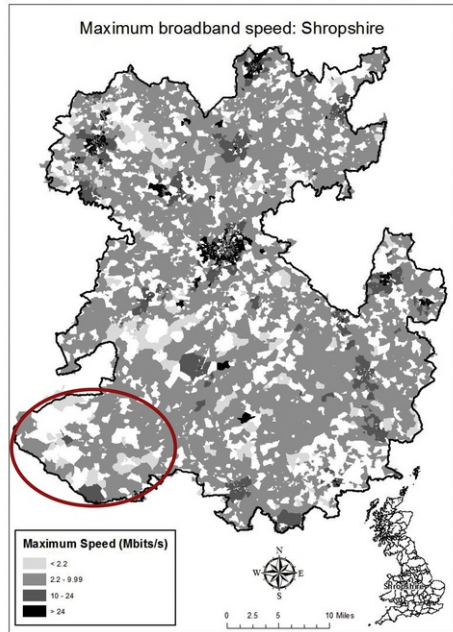 Maximum broadband speed: Shropshire
Maximum Speed (Mbits/s)
< 2.2
2.2 - 9.99
10 - 24
> 24
N
W
E
S
0 2.5 5 10 Miles
Shropshire